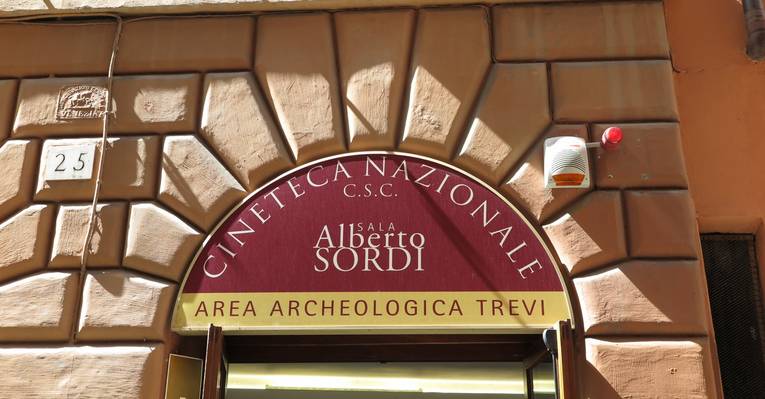 CINETECA NAZIONALE
C.S.C.
SALA
Alberto
SORDI
AREA ARCHEOLOGICA TREVI
25